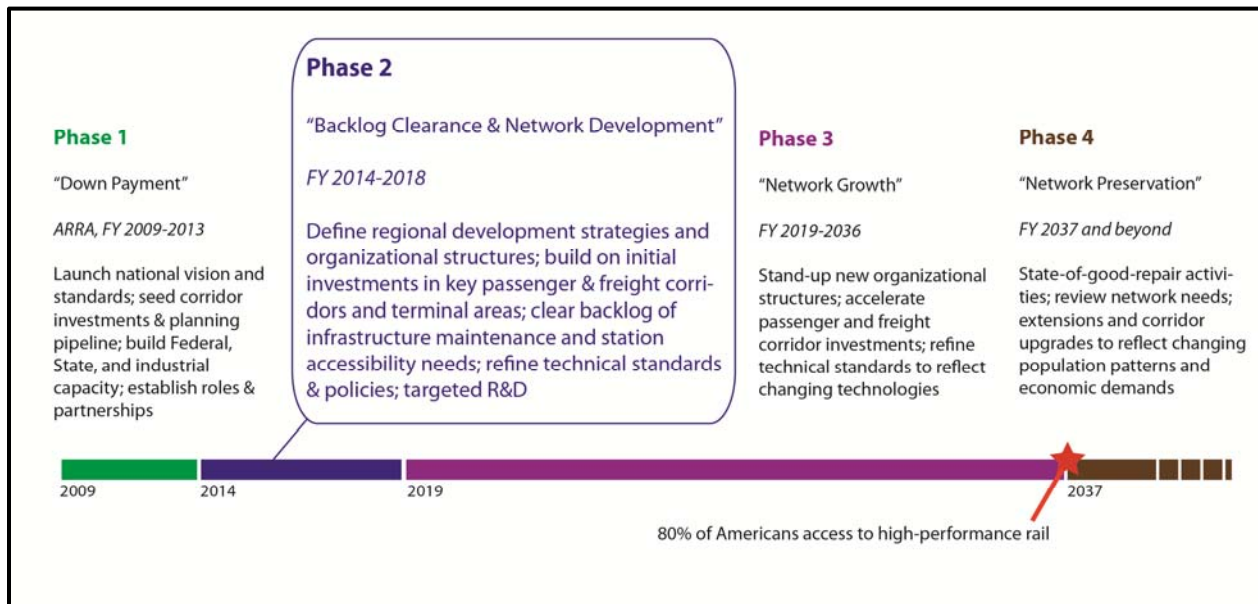 Phase 1
“Down Payment”
ARRA, FY 2009-2013
Launch national vision and
standards; seed corridor
investments & planning
pipeline; build Federal,
State, and industrial
capacity; establish roles &
partnerships
Phase 2
“Backlog Clearance & Network Development”
FY 2014-2018
Define regional development strategies and
organizational structures; build on initial
investments in key passenger & freight corri-
dors and terminal areas; clear backlog of
infrastructure maintenance and station
accessibility needs; refine technical standards
& policies; targeted R&D
Phase 3
“Network Growth”
FY 2019-2036
Stand-up new organizational
structures; accelerate
passenger and freight
corridor investments; refine
technical standards to reflect
changing technologies
Phase 4
“Network Preservation”
FY 2037 and beyond
State-of-good-repair activi-
ties; review network needs;
extensions and corridor
upgrades to reflect changing
population patterns and
economic demands
2009
2014
2019
2037
80% of Americans access to high-performance rail